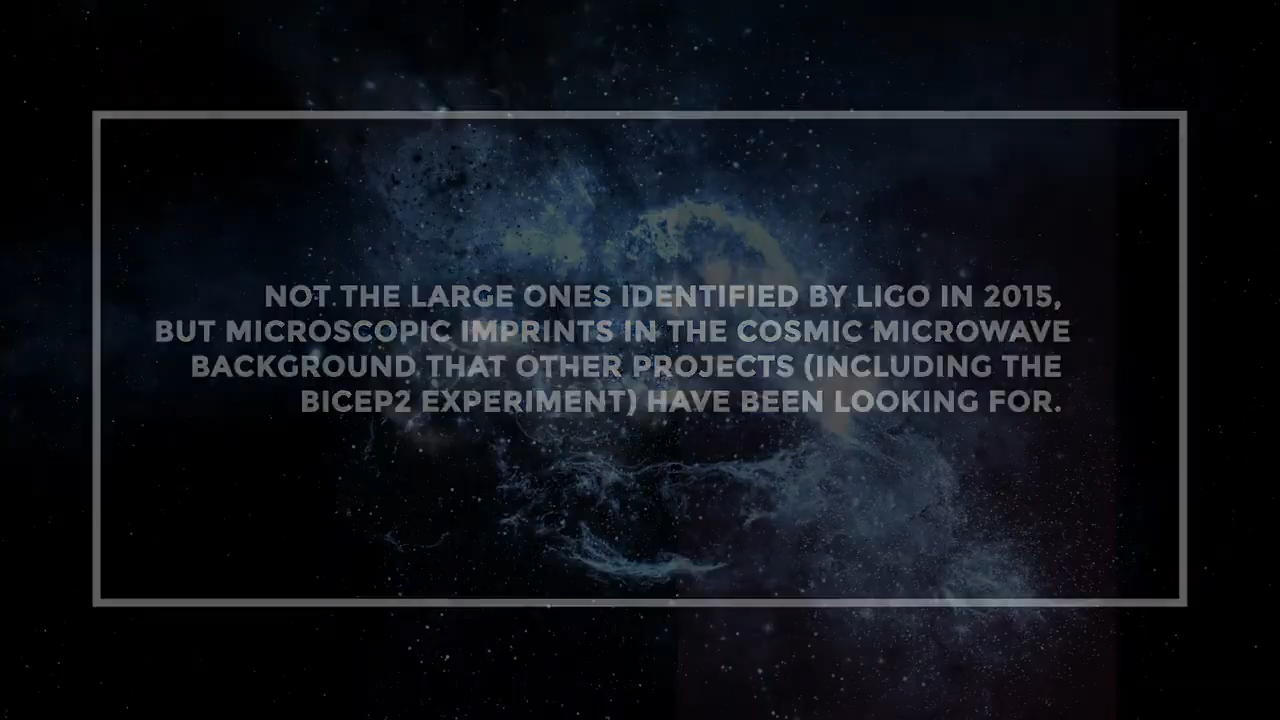 NOT THE LARGE ONES IDENTIFIED BY LIGO IN 2015,
BUT MICROSCOPIC IMPRINTS IN THE COSMIC MICROWAVE
BACKGROUND THAT OTHER PROJECTS (INCLUDING THE
BICEP2 EXPERIMENT) HAVE BEEN LOOKING FOR.